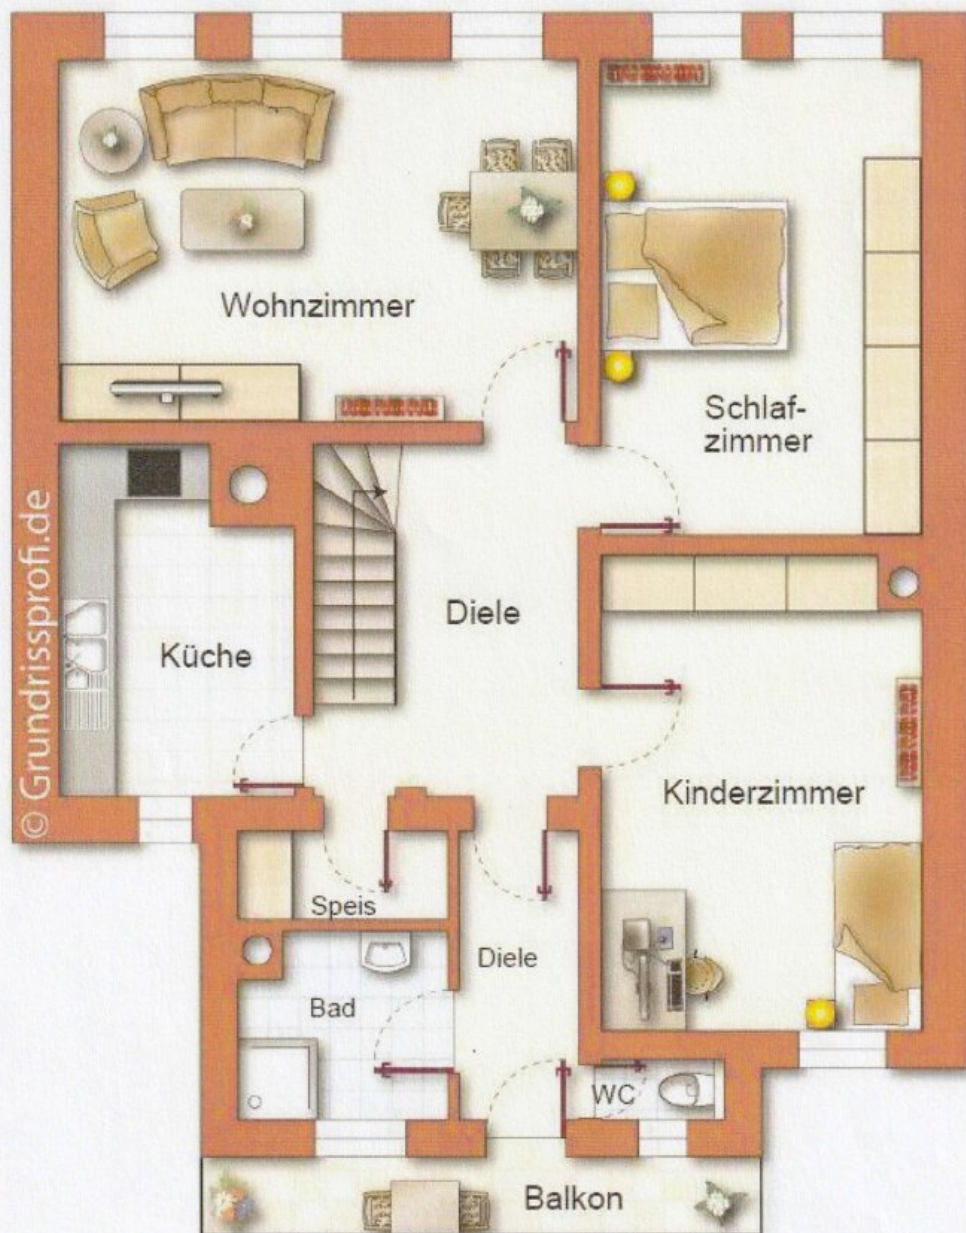 Wohnzimmer
Schlaf-
zimmer
Diele
Küche
Kinderzimmer
Speis
Diele
Bad
WC
Balkon
© Grundrissprofi.de